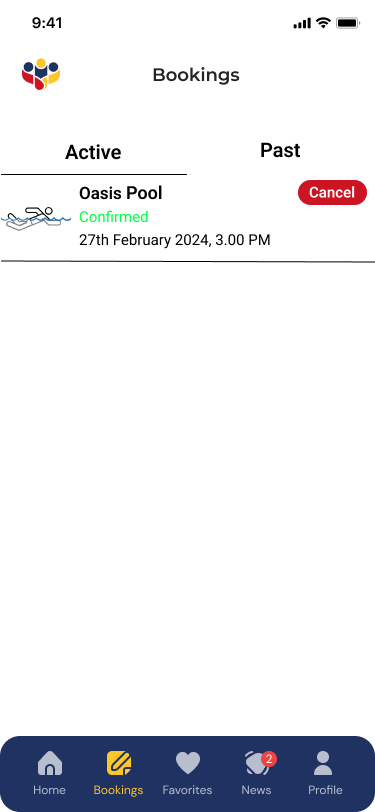 9:41
Bookings
Active
Past
Oasis Pool
Cancel
Confirmed
27th February 2024, 3.00 PM
2
Home
Bookings
Favorites
News
Profile